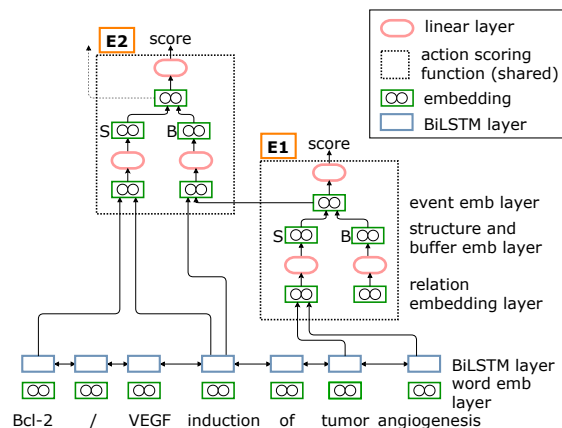 E2
score
linear layer
action scoring
function (shared)
embedding
BiLSTM layer
S
B
E1
score
event emb layer
S
B
structure and
buffer emb layer
relation
embedding layer
BiLSTM layer
word emb
layer
Bcl-2 / VEGF induction of tumor angiogenesis